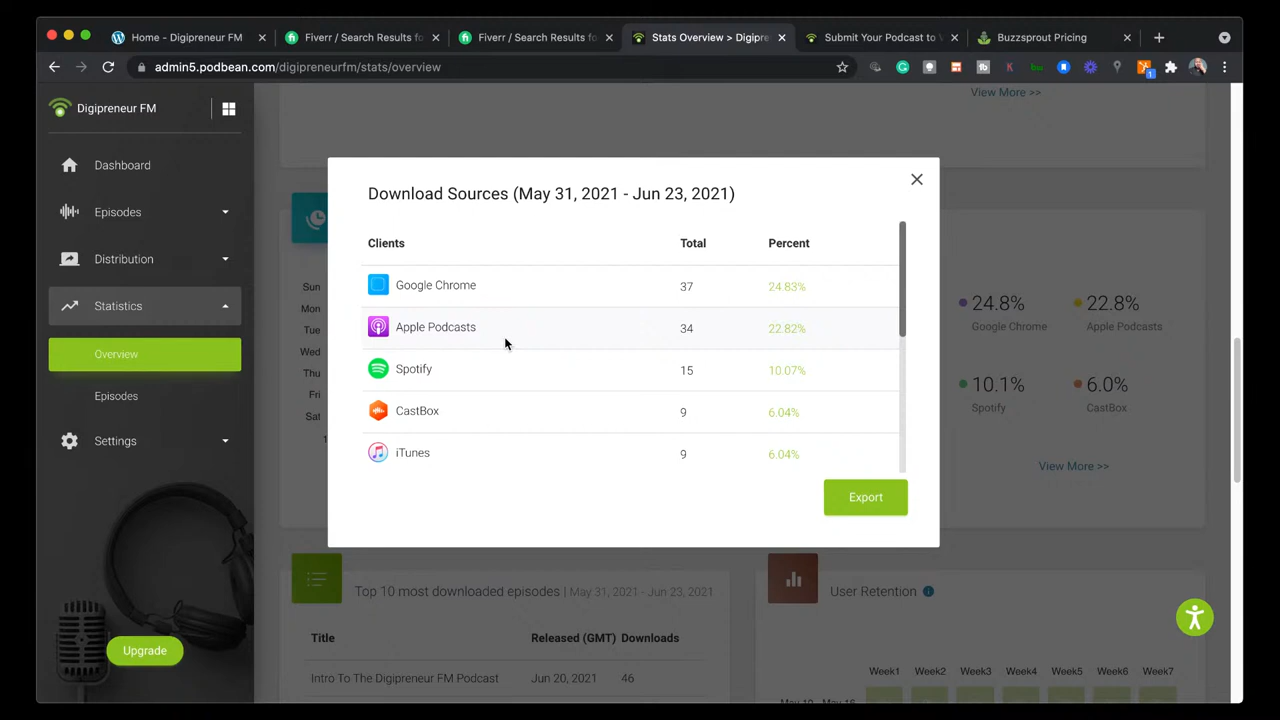 Home - Digipreneur FM
Fiverr / Search Results fo
Fiverr / Search Results fo
Stats Overview > Digipre
Submit Your Podcast to V
Buzzsprout Pricing
admin5.podbean.com/digipreneurfm/stats/overview
1
Digipreneur FM
Dashboard
Episodes
Distribution
Statistics
Overview
Episodes
Settings
Upgrade
View More >>
Sun
Mon
Tue
Wed
Thu
Fri
Sat
Download Sources (May 31, 2021 - Jun 23, 2021)
Clients Total Percent
Google Chrome 37 24.83%
Apple Podcasts 34 22.82%
Spotify 15 10.07%
CastBox 9 6.04%
iTunes 9 6.04%
Export
24.8% 22.8%
Google Chrome Apple Podcasts
10.1% 6.0%
Spotify CastBox
View More >>
Top 10 most downloaded episodes | May 31, 2021 - Jun 23, 2021
Title Released (GMT) Downloads
Intro To The Digipreneur FM Podcast Jun 20, 2021 46
User Retention
Week1 Week2 Week3 Week4 Week5 Week6 Week7